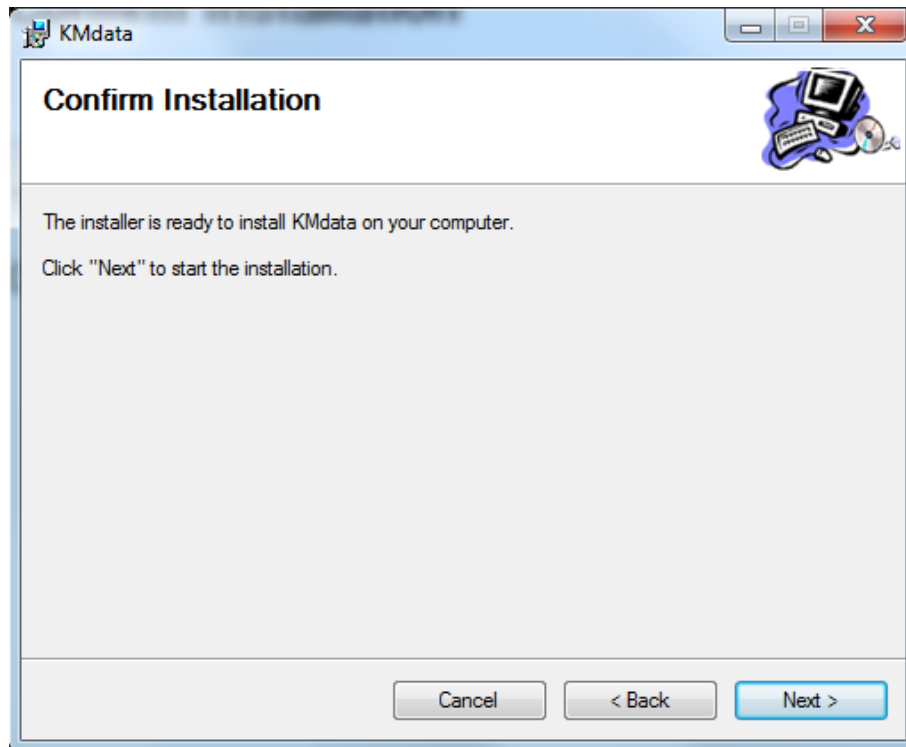 KMdata
Confirm Installation
The installer is ready to install KMdata on your computer.
Click "Next" to start the installation.
Cancel
< Back
Next >